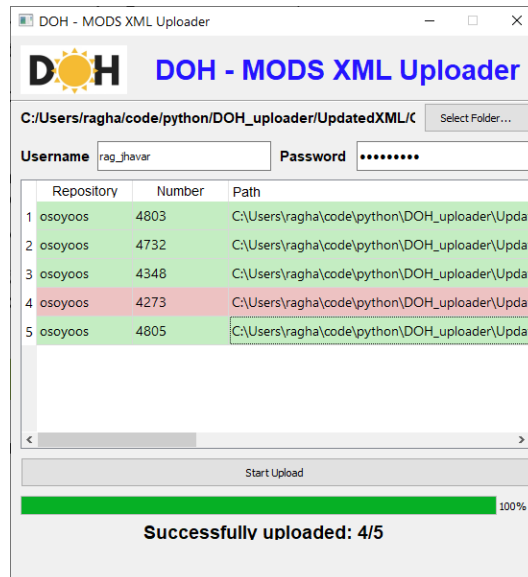 DOH - MODS XML Uploader
DOH DOH - MODS XML Uploader
C:/Users/ragha/code/python/DOH_uploader/UpdatedXML/ Select Folder...
Username rag_jhavar Password •••••••••
Repository Number Path
1 osoyoos 4803 C:\Users\ragha\code\python\DOH_uploader\Upda
2 osoyoos 4732 C:\Users\ragha\code\python\DOH_uploader\Upda
3 osoyoos 4348 C:\Users\ragha\code\python\DOH_uploader\Upda
4 osoyoos 4273 C:\Users\ragha\code\python\DOH_uploader\Upda
5 osoyoos 4805 C:\Users\ragha\code\python\DOH_uploader\Upda
Start Upload
100%
Successfully uploaded: 4/5